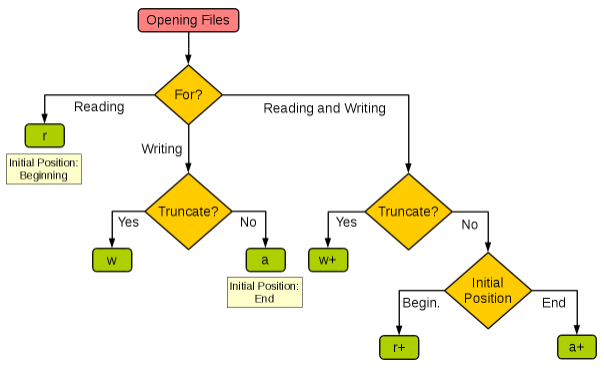 Opening Files
For?
Reading
Reading and Writing
r
Initial Position:
Beginning
Writing
Truncate?
Truncate?
Yes
No
Yes
No
w
a
w+
Initial Position:
End
Initial
Position
Begin.
End
r+
a+